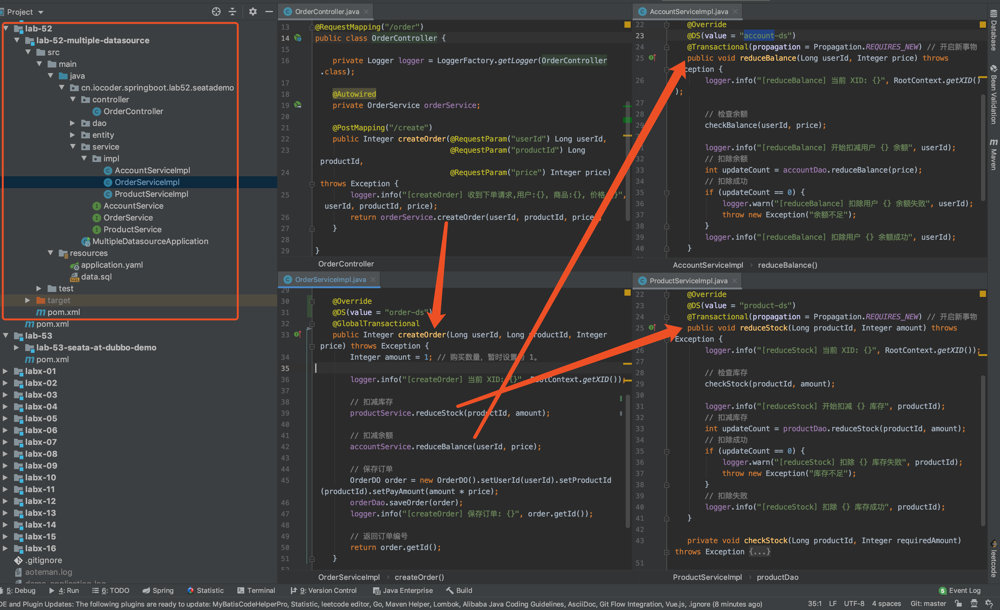 Project
lab-52
lab-52-multiple-datasource
src
main
java
cn.iocoder.springboot.lab52.seatademo
controller
OrderController
dao
entity
service
impl
AccountServiceImpl
OrderServiceImpl
ProductServiceImpl
AccountService
OrderService
ProductService
MultipleDatasourceApplication
resources
application.yaml
data.sql
test
target
pom.xml
pom.xml
lab-53
lab-53-seata-at-dubbo-demo
pom.xml
labx-01
labx-02
labx-03
labx-04
labx-05
labx-06
labx-07
labx-08
labx-09
labx-10
labx-11
labx-12
labx-13
labx-14
labx-15
labx-16
.gitignore
aoteman.log
OrderController.java
13 @RequestMapping("/order")
14 public class OrderController {
15
16 private Logger logger = LoggerFactory.getLogger(OrderController
.class);
17
18 @Autowired
19 private OrderService orderService;
20
21 @PostMapping("/create")
22 public Integer createOrder(@RequestParam("userId") Long userId,
23 @RequestParam("productId") Long
productId,
24 @RequestParam("price") Integer price)
throws Exception {
25 logger.info("[createOrder] 收到下单请求,用户:{}, 商品:{}, 价格
userId, productId, price);
26 return orderService.createOrder(userId, productId, price
27 }
28
29 }
OrderController
AccountServiceImpl.java
22 @Override
23 @DS(value = "account-ds")
24 @Transactional(propagation = Propagation.REQUIRES_NEW) // 开启新事物
25 public void reduceBalance(Long userId, Integer price) throws
Exception {
26 logger.info("[reduceBalance] 当前 XID: {}", RootContext.getXID()
);
27
28 // 检查余额
29 checkBalance(userId, price);
30
31 logger.info("[reduceBalance] 开始扣减用户 {} 余额", userId);
32 // 扣除余额
33 int updateCount = accountDao.reduceBalance(price);
34 // 扣除成功
35 if (updateCount == 0) {
36 logger.warn("[reduceBalance] 扣除用户 {} 余额失败", userId);
37 throw new Exception("余额不足");
38 }
39 logger.info("[reduceBalance] 扣除用户 {} 余额成功", userId);
40 }
AccountServiceImpl reduceBalance()
OrderServiceImpl.java
29
30 @Override
31 @DS(value = "order-ds")
32 @GlobalTransactional
33 public Integer createOrder(Long userId, Long productId, Integer
price) throws Exception {
34 Integer amount = 1; // 购买数量,暂时设置 1,
35
36 logger.info("[createOrder] 当前 XID: {}", RootContext.getXID());
37
38 // 扣减库存
39 productService.reduceStock(productId, amount);
40
41 // 扣减余额
42 accountService.reduceBalance(userId, price);
43
44 // 保存订单
45 OrderDO order = new OrderDO().setUserId(userId).setProductId
(productId).setPayAmount(amount * price);
46 orderDao.saveOrder(order);
47 logger.info("[createOrder] 保存订单: {}", order.getId());
48
49 // 返回订单编号
50 return order.getId();
51 }
OrderServiceImpl createOrder()
ProductServiceImpl.java
22 @Override
23 @DS(value = "product-ds")
24 @Transactional(propagation = Propagation.REQUIRES_NEW) // 开启新事物
25 public void reduceStock(Long productId, Integer amount) throws
Exception {
26 logger.info("[reduceStock] 当前 XID: {}", RootContext.getXID());
27
28 // 检查库存
29 checkStock(productId, amount);
30
31 logger.info("[reduceStock] 开始扣减 {} 库存", productId);
32 // 扣减库存
33 int updateCount = productDao.reduceStock(productId, amount);
34 // 扣除成功
35 if (updateCount == 0) {
36 logger.warn("[reduceStock] 扣除 {} 库存失败", productId);
37 throw new Exception("库存不足");
38 }
39 // 扣除失败
40 logger.info("[reduceStock] 扣除 {} 库存成功", productId);
41 }
42
43 private void checkStock(Long productId, Integer requiredAmount)
throws Exception {...}
51
ProductServiceImpl productDao
Database
Bean Validation
Maven
leetcode
5: Debug
4: Run
6: TODO
Spring
Statistic
Terminal
9: Version Control
Java Enterprise
Build
Event Log
DE and Plugin Updates: The following plugins are ready to update: MyBatisCodeHelperPro, Statistic, leetcode editor, Go, Maven Helper, Lombok, Alibaba Java Coding Guidelines, AsciiDoc, Git Flow Integration, Vue.js, .ignore (8 minutes ago)
35:1 LF UTF-8 4 spaces Git: master